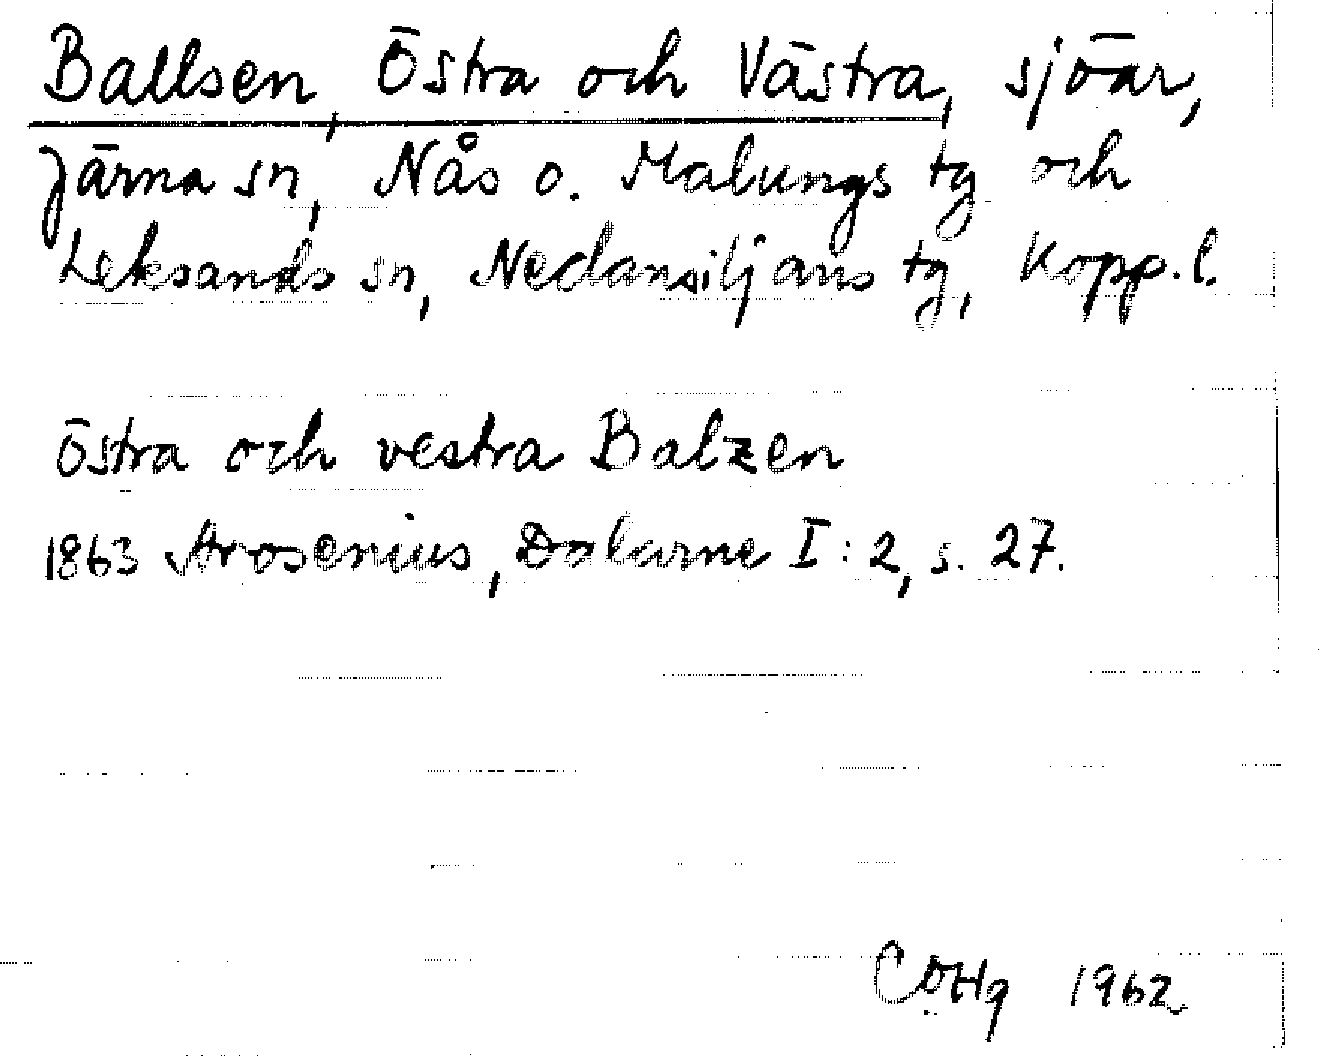 Ballsen, Östra och Västra, sjöar,
Järna sn, Nås o. Malungs tg och
Leksands sn, Nedansiljans tg, Kopp.l.
Östra och vestra Balzen
1863 Arosenius, Dalarne I:2, s. 27.
CÖHg 1962